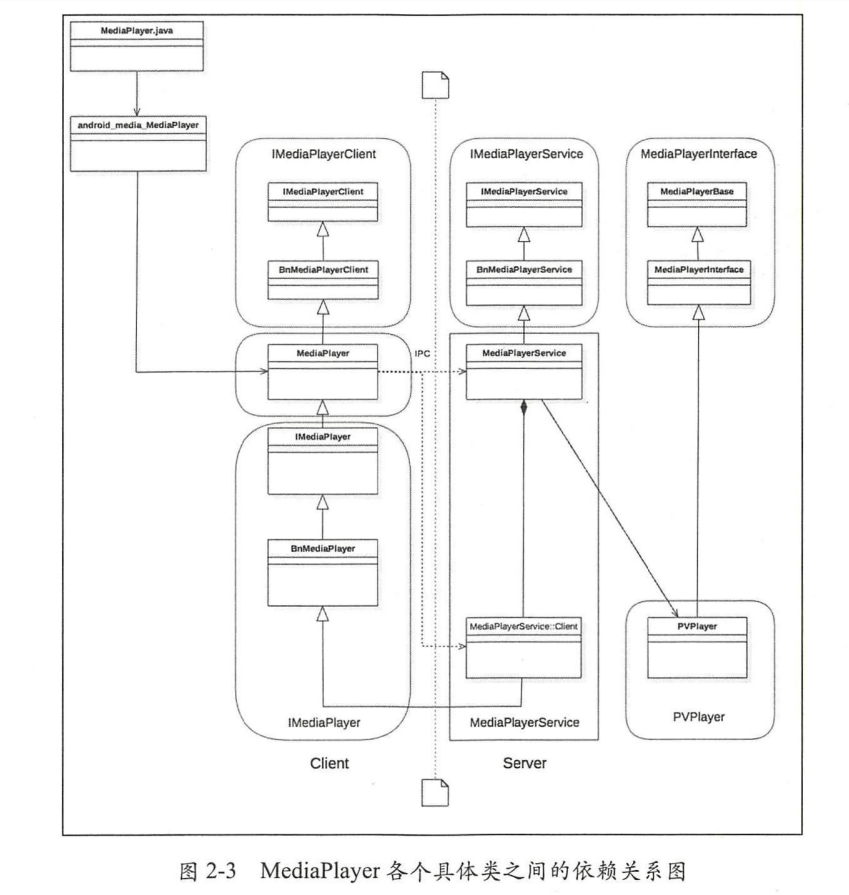 MediaPlayer.java
android_media_MediaPlayer
IMediaPlayerClient
IMediaPlayerService
MediaPlayerInterface
IMediaPlayerClient
IMediaPlayerService
MediaPlayerBase
BnMediaPlayerClient
BnMediaPlayerService
MediaPlayerInterface
MediaPlayer
IPC
MediaPlayerService
IMediaPlayer
BnMediaPlayer
MediaPlayerService::Client
PVPlayer
IMediaPlayer
MediaPlayerService
PVPlayer
Client
Server
图 2-3 MediaPlayer 各个具体类之间的依赖关系图